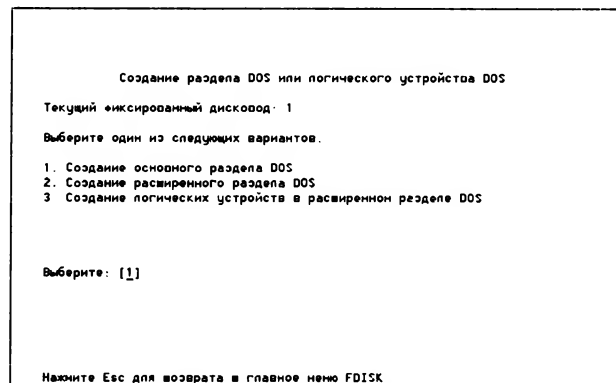 Создание раздела DOS или логического устройства DOS
Текущий фиксированный дисковод: 1
Выберите один из следующих вариантов.
1. Создание основного раздела DOS
2. Создание расширенного раздела DOS
3 Создание логических устройств в расширенном разделе DOS
Выберите: [1]
Нажмите Esc для возврата в главное меню FDISK